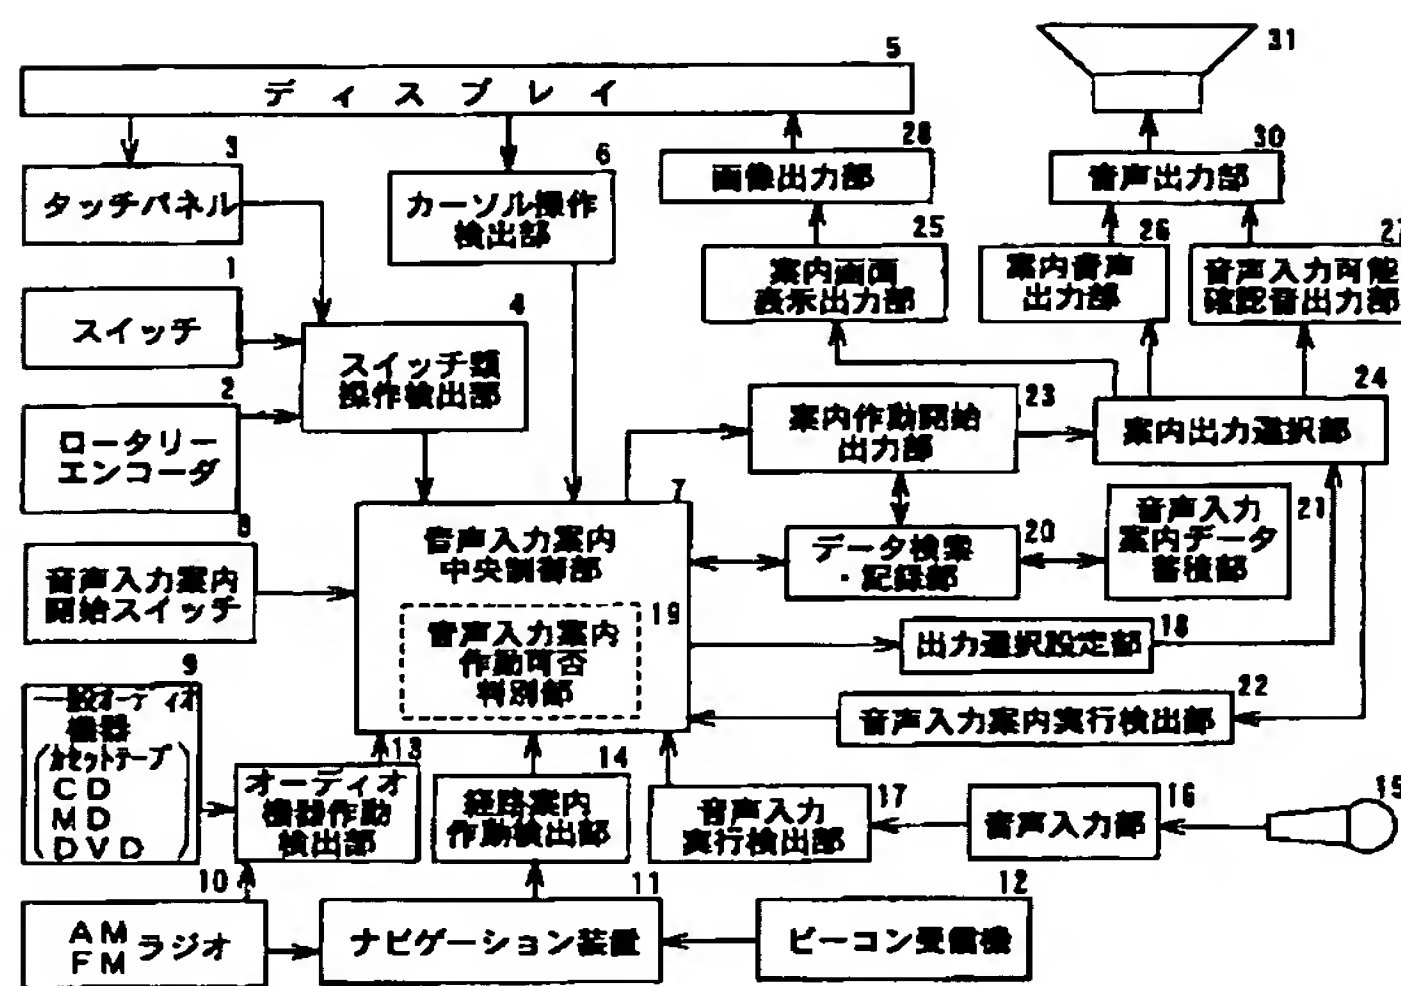 5
ディスプレイ
31
3
タッチパネル
6
カーソル操作
検出部
28
画像出力部
30
音声出力部
25
案内画面
表示出力部
26
案内音声
出力部
27
音声入力可能
確認音出力部
1
スイッチ
4
スイッチ類
操作検出部
2
ロータリー
エンコーダ
23
案内作動開始
出力部
24
案内出力選択部
8
音声入力案内
開始スイッチ
7
音声入力案内
中央制御部
19
音声入力案内
作動可否
判別部
20
データ検索
・記録部
21
音声入力
案内データ
蓄積部
18
出力選択設定部
22
音声入力案内実行検出部
9
一般オーディオ
機器
(カセットテープ
CD
MD
DVD)
13
オーディオ
機器作動
検出部
14
経路案内
作動検出部
17
音声入力
実行検出部
16
音声入力部
15
10
AM
FM
ラジオ
11
ナビゲーション装置
12
ビーコン受信機